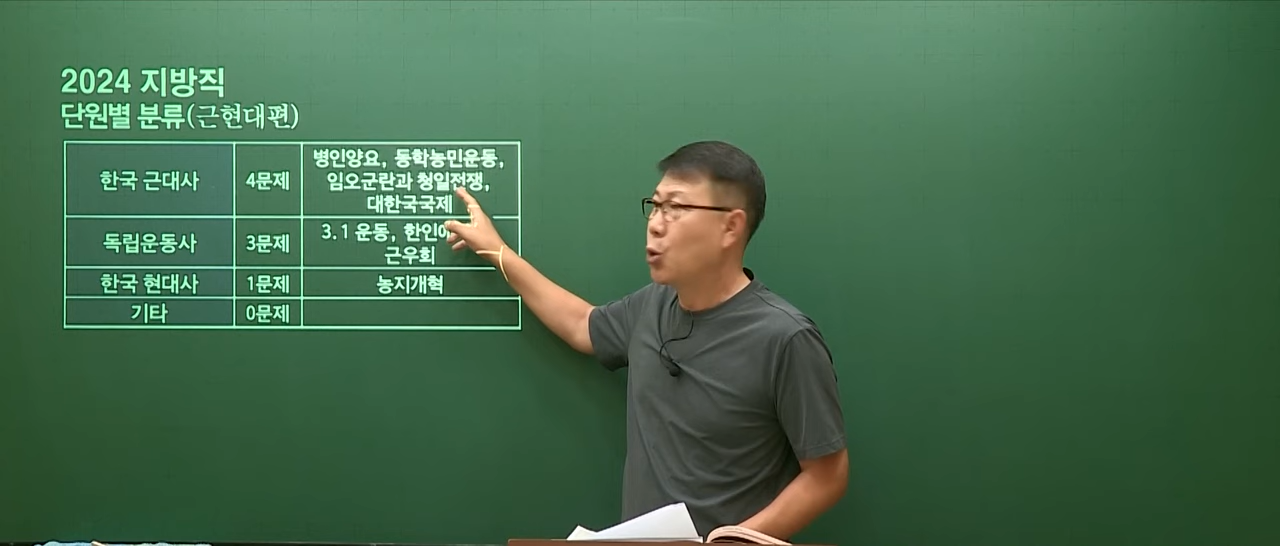 2024 지방직
단원별 분류(근현대편)
한국 근대사 4문제 병인양요, 동학농민운동,
임오군란과 청일전쟁,
대한국국제
독립운동사 3문제 3.1 운동,
근우회
한국 현대사 1문제 농지개혁
기타 0문제